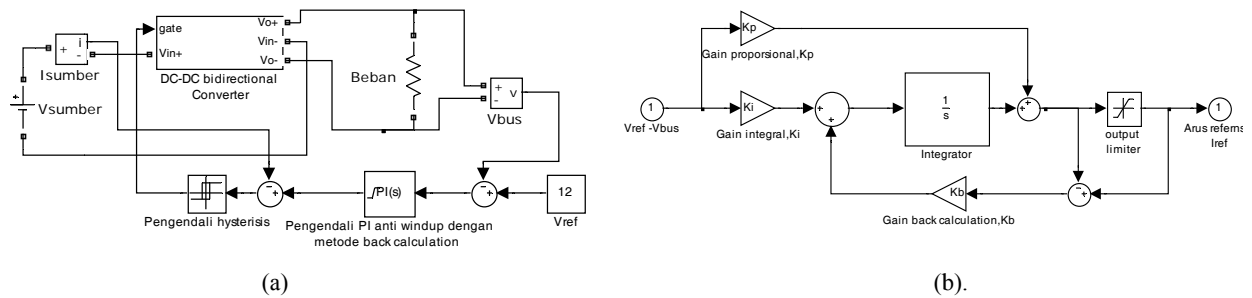 gate
Vin+
Vo+
Vin-
Vo-
DC-DC bidirectional
Converter
+
-
i
Isumber
+
Vsumber
Beban
+
-
v
Vbus
Pengendali hysterisis
-
+
PI(s)
Pengendali PI anti windup dengan
metode back calculation
-
+
12
Vref
(a)
1
Vref -Vbus
Kp
Gain proporsional,Kp
Ki
Gain integral,Ki
+
+
1
s
Integrator
+
+
output
limiter
1
Arus referns
Iref
-
+
Kb
Gain back calculation,Kb
(b).